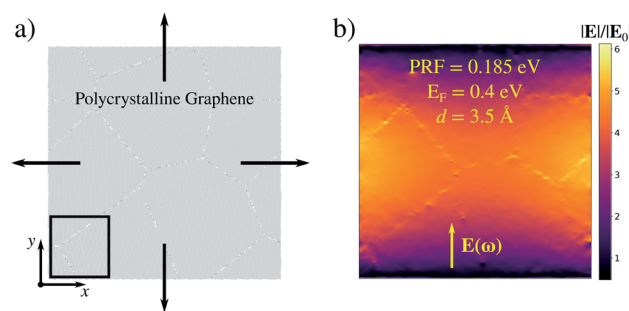 a)
Polycrystalline Graphene
y
x
b)
PRF = 0.185 eV
E_F = 0.4 eV
d = 3.5 Å
E(ω)
|E|/|E_0|
6
5
4
3
2
1